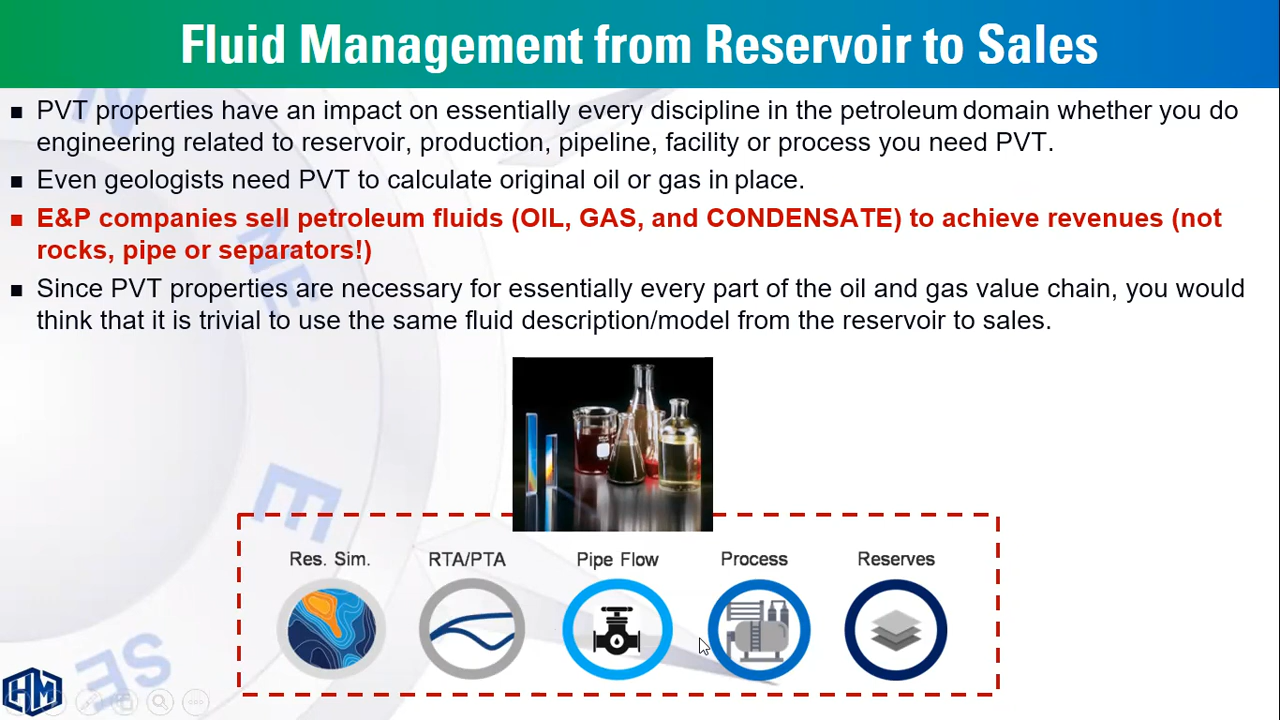 Fluid Management from Reservoir to Sales
PVT properties have an impact on essentially every discipline in the petroleum domain whether you do
engineering related to reservoir, production, pipeline, facility or process you need PVT.
Even geologists need PVT to calculate original oil or gas in place.
E&P companies sell petroleum fluids (OIL, GAS, and CONDENSATE) to achieve revenues (not
rocks, pipe or separators!)
Since PVT properties are necessary for essentially every part of the oil and gas value chain, you would
think that it is trivial to use the same fluid description/model from the reservoir to sales.
Res. Sim.
RTA/PTA
Pipe Flow
Process
Reserves
NE
E
SE